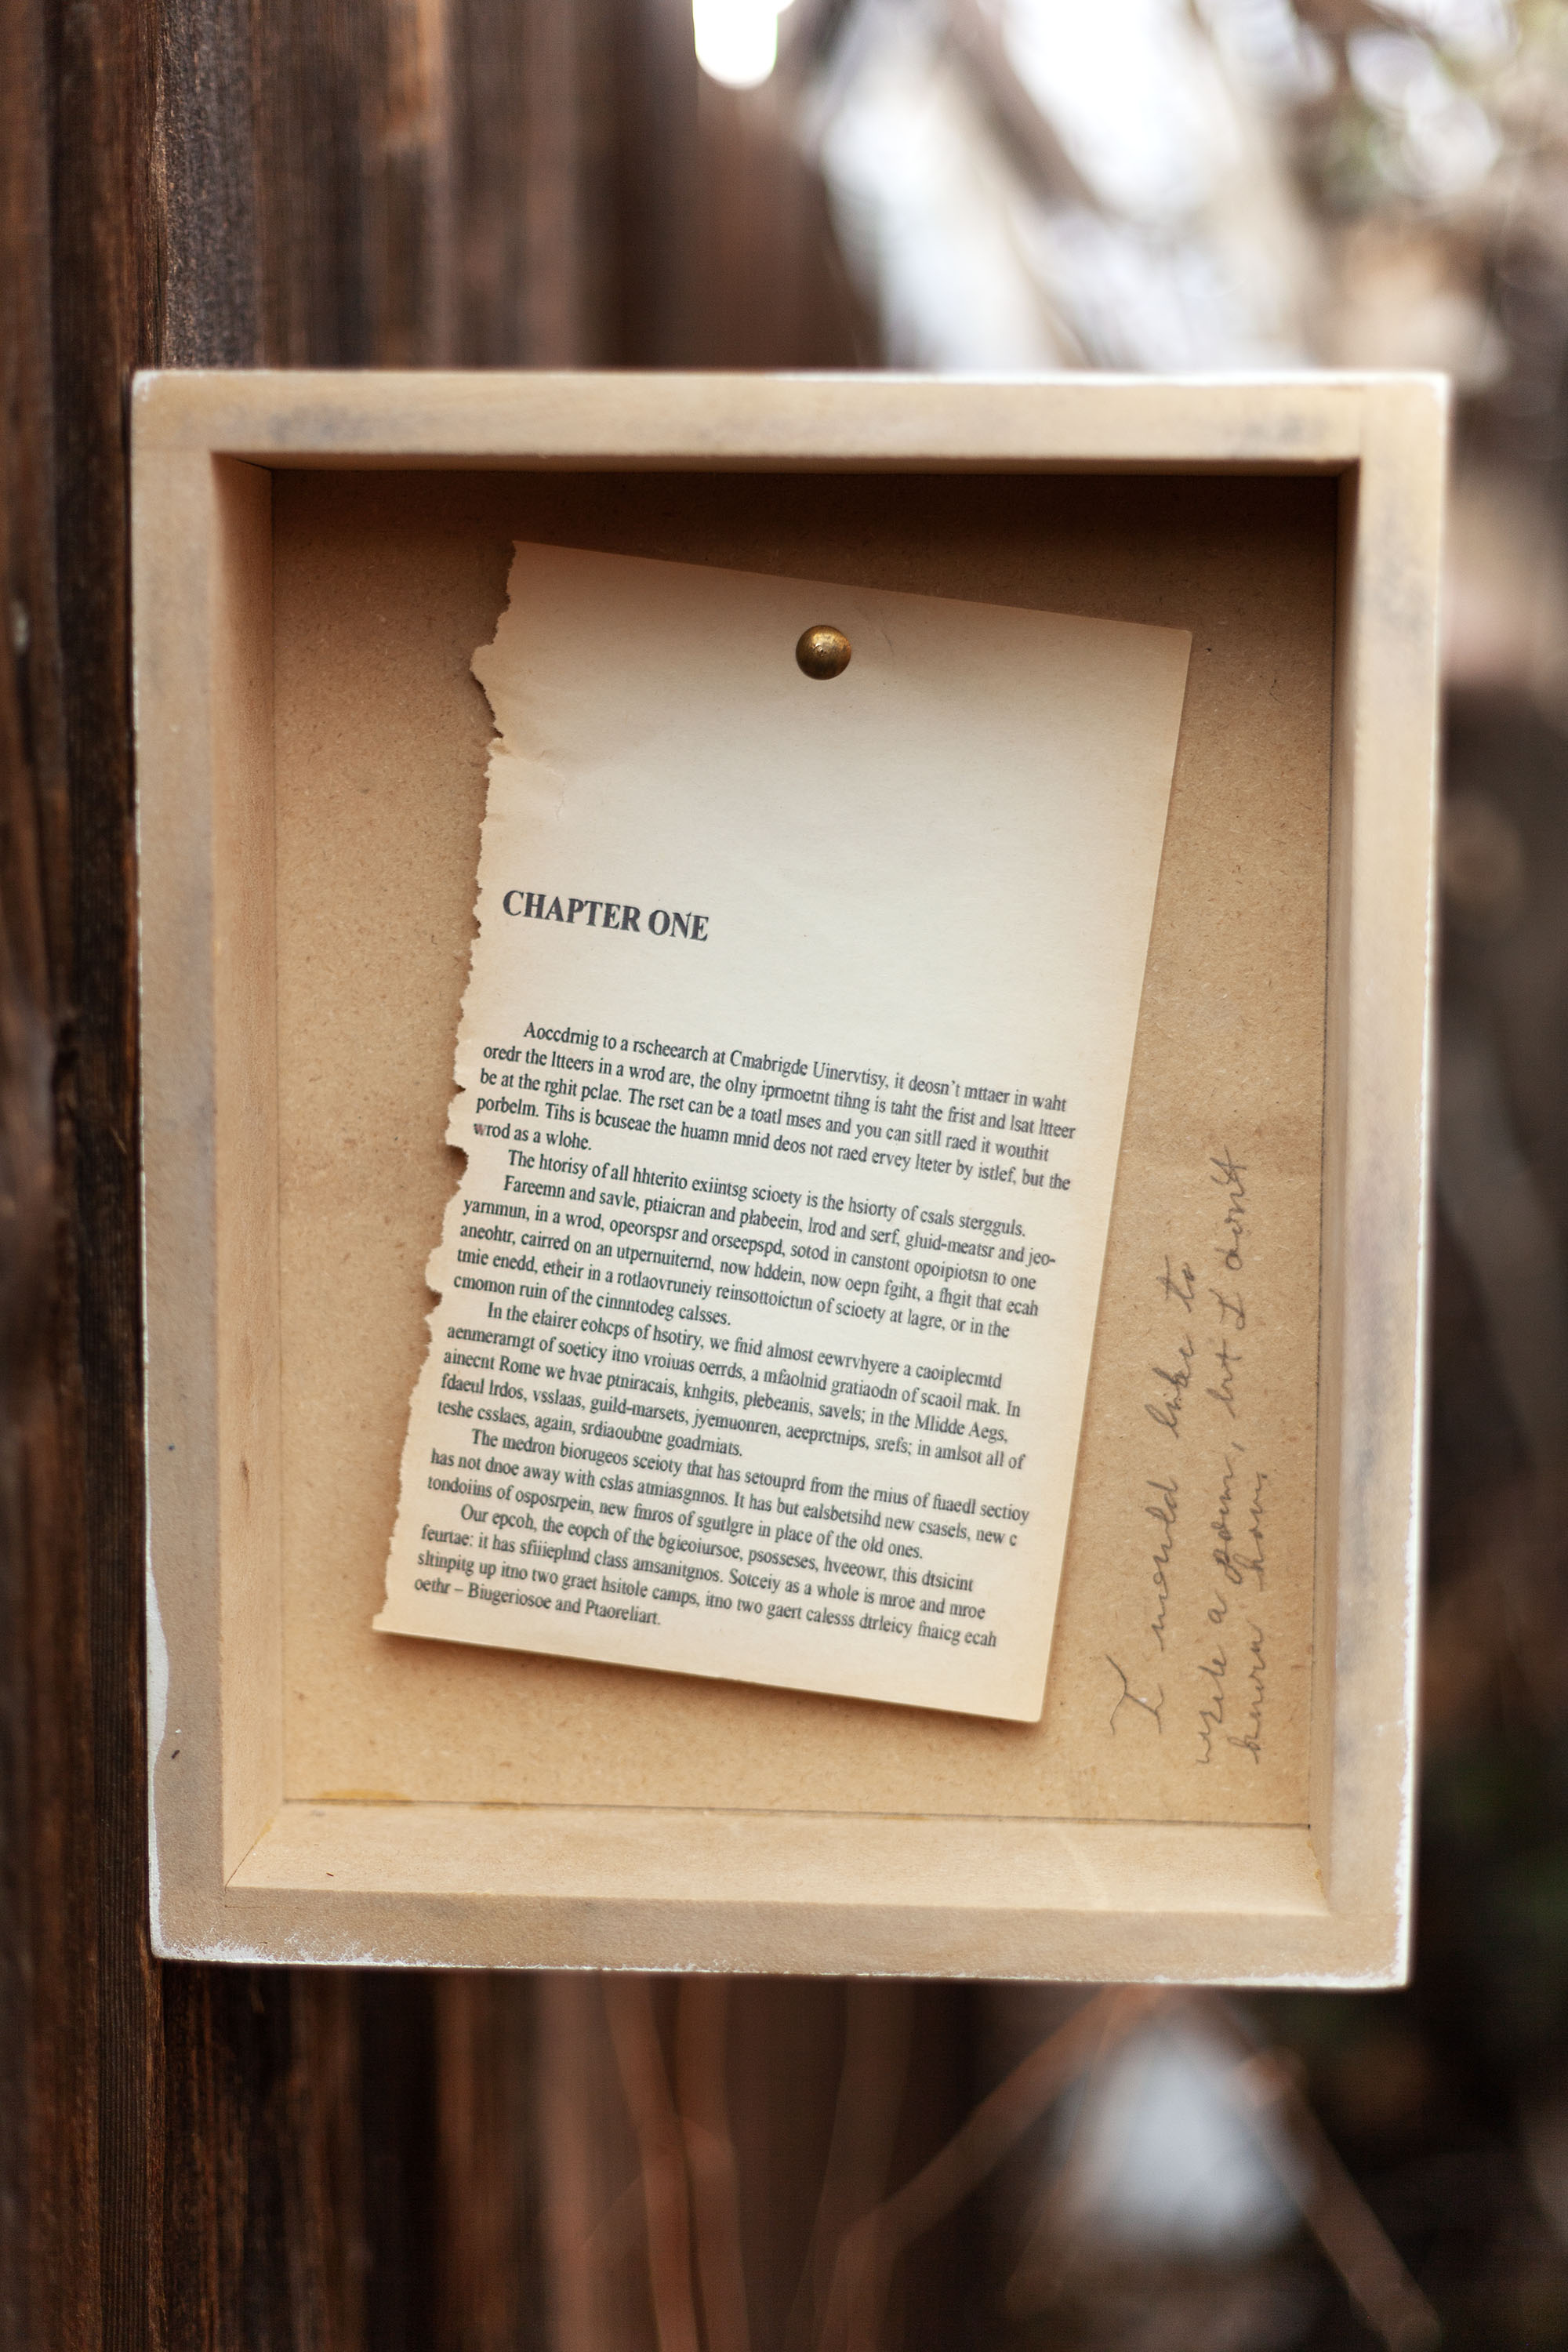 CHAPTER ONE
Aoccdrnig to a rscheearch at Cmabrigde Uinervtisy, it deosn't mttaer in waht
oredr the ltteers in a wrod are, the olny iprmoetnt tihng is taht the frist and lsat ltteer
be at the rghit pclae. The rset can be a toatl mses and you can sitll raed it wouthit
porbelm. Tihs is bcuseae the huamn mnid deos not raed ervey lteter by istlef, but the
wrod as a wlohe.
The htorisy of all hhterito exiintsg scioety is the hsiorty of csals stergguls.
Fareemn and savle, ptiaicran and plabeein, lrod and serf, gluid-meatsr and jeo-
yarnmun, in a wrod, opeorspsr and orseepspd, sotod in canstont opoipiotsn to one
aneohtr, cairred on an utpernuiternd, now hddein, now oepn fgiht, a fhgit that ecah
tmie enedd, etheir in a rotlaovruneiy reinsottoictun of scioety at lagre, or in the
cmomon ruin of the cinnntodeg calsses.
In the elairer eohcps of hsotiry, we fnid almost eewrvhyere a caoiplecmtd
aenmerarngt of soeticy itno vroiuas oerrds, a mfaolnid gratiaodn of scaoil rnak. In
ainecnt Rome we hvae ptniracais, knhgits, plebeanis, savels; in the Mlidde Aegs,
fdaeul lrdos, vsslaas, guild-marsets, jyemuonren, aeeprctnips, srefs; in amlsot all of
teshe csslaes, again, srdiaoubtne goadrniats.
The medron biorugeos sceioty that has setouprd from the rnius of fuaedl sectioy
has not dnoe away with cslas atmiasgnnos. It has but ealsbetsihd new csasels, new c
tondoiins of osposrpein, new fmros of sgutlgre in place of the old ones.
Our epcoh, the eopch of the bgieoiursoe, psosseses, hveeowr, this dtsicint
feurtae: it has sfiiieplmd class amsanitgnos. Sotceiy as a whole is mroe and mroe
sltinpitg up itno two graet hsitole camps, itno two gaert calesss dtrleicy fnaicg ecah
oethr – Biugeriosoe and Ptaoreliart.
I would like to
write a poem, but I don't
know how.